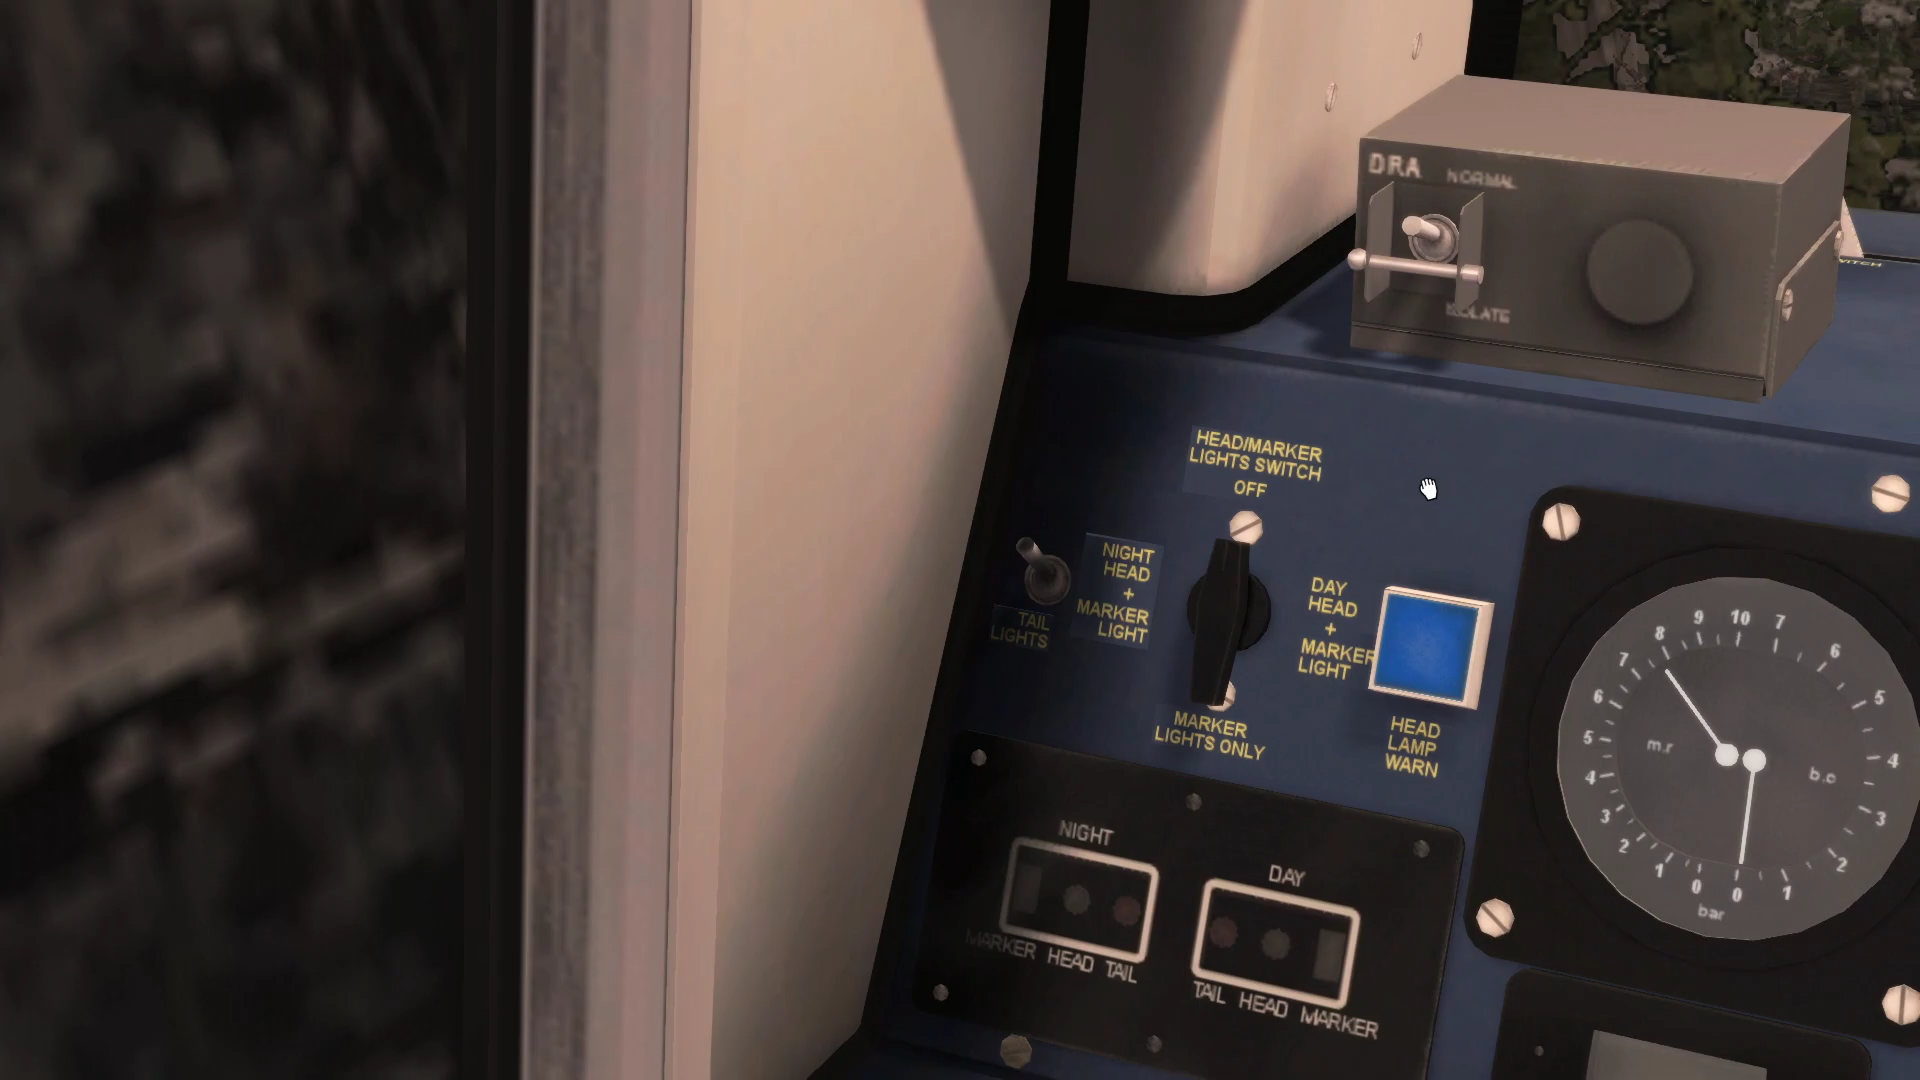 DRA NORMAL
ISOLATE
HEAD/MARKER
LIGHTS SWITCH
OFF
NIGHT
HEAD
+
MARKER
LIGHT
TAIL
LIGHTS
DAY
HEAD
+
MARKER
LIGHT
MARKER
LIGHTS ONLY
HEAD
LAMP
WARN
NIGHT
MARKER HEAD TAIL
DAY
TAIL HEAD MARKER
10
9
8
7
6
5
4
3
2
1
0
7
6
5
4
3
2
1
0
m.r
b.c
bar